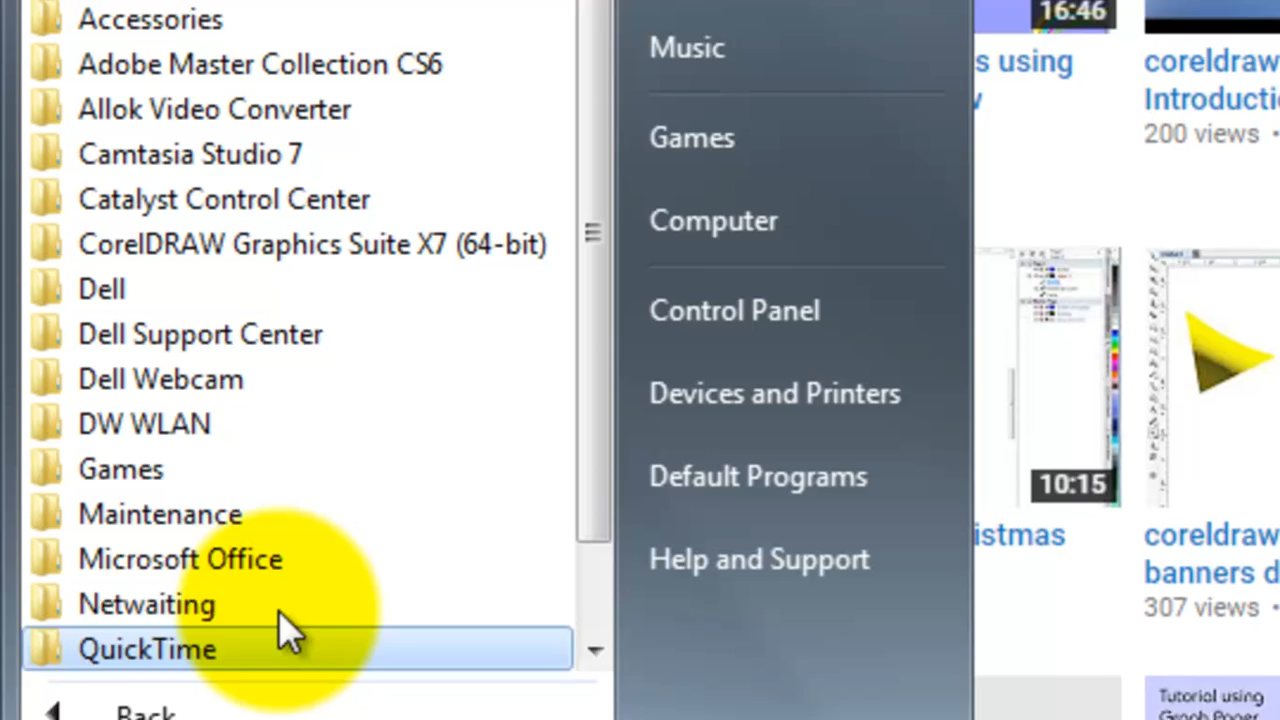 Accessories
Adobe Master Collection CS6
Allok Video Converter
Camtasia Studio 7
Catalyst Control Center
CorelDRAW Graphics Suite X7 (64-bit)
Dell
Dell Support Center
Dell Webcam
DW WLAN
Games
Maintenance
Microsoft Office
Netwaiting
QuickTime
Back
Music
Games
Computer
Control Panel
Devices and Printers
Default Programs
Help and Support
16:46
s using
w
coreldraw
Introducti
200 views •
10:15
istmas
coreldraw
banners d
307 views •
Tutorial using
Graph Paper